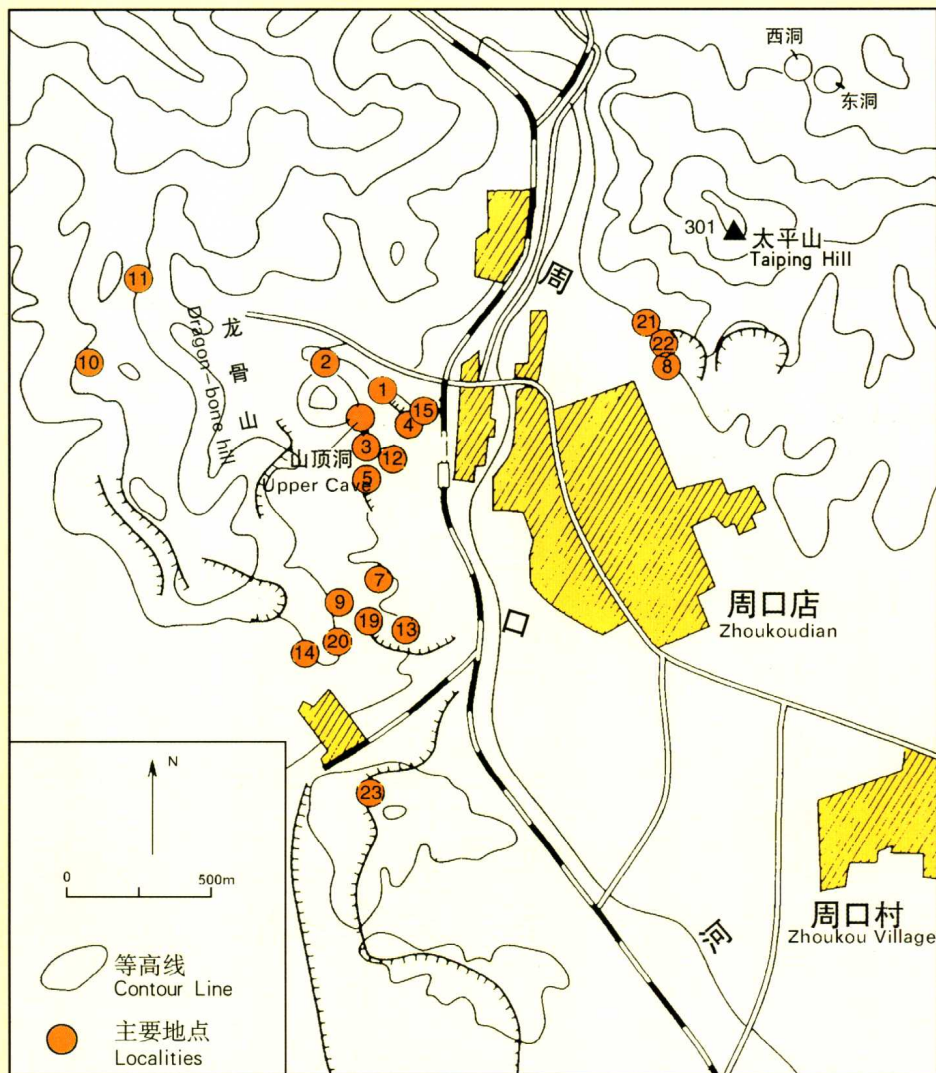 西洞
东洞
301
太平山
Taiping Hill
周
口
河
11
10
龙骨山
Dragon-bone hill
2
1
15
4
3
12
5
山顶洞
Upper Cave
21
22
8
7
9
19
13
20
14
23
周口店
Zhoukoudian
周口村
Zhoukou Village
N
0 500m
等高线
Contour Line
主要地点
Localities